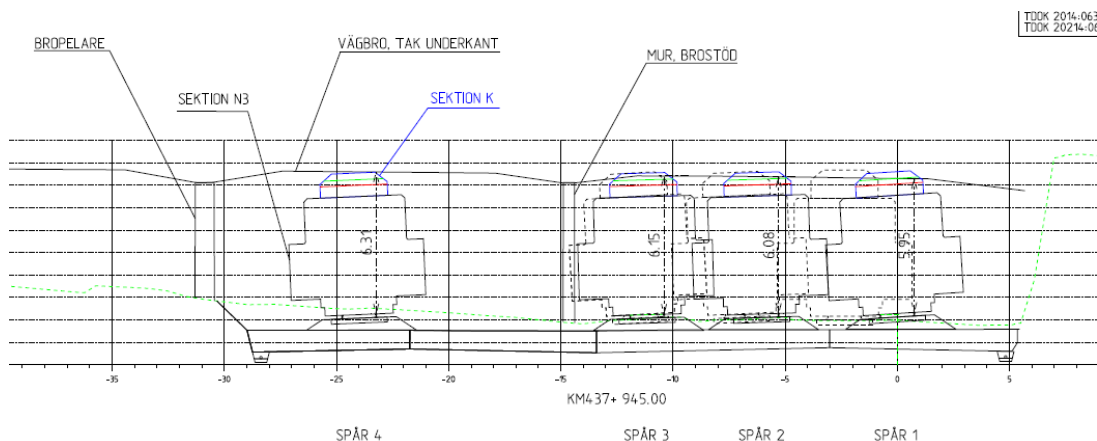 TDOK 2014:063
TDOK 20214:06
BROPELARE
VÄGBRO, TAK UNDERKANT
MUR, BROSTÖD
SEKTION N3
SEKTION K
6.31
6.15
6.08
5.95
-35 -30 -25 -20 -15 -10 -5 0 5
KM437+ 945.00
SPÅR 4 SPÅR 3 SPÅR 2 SPÅR 1